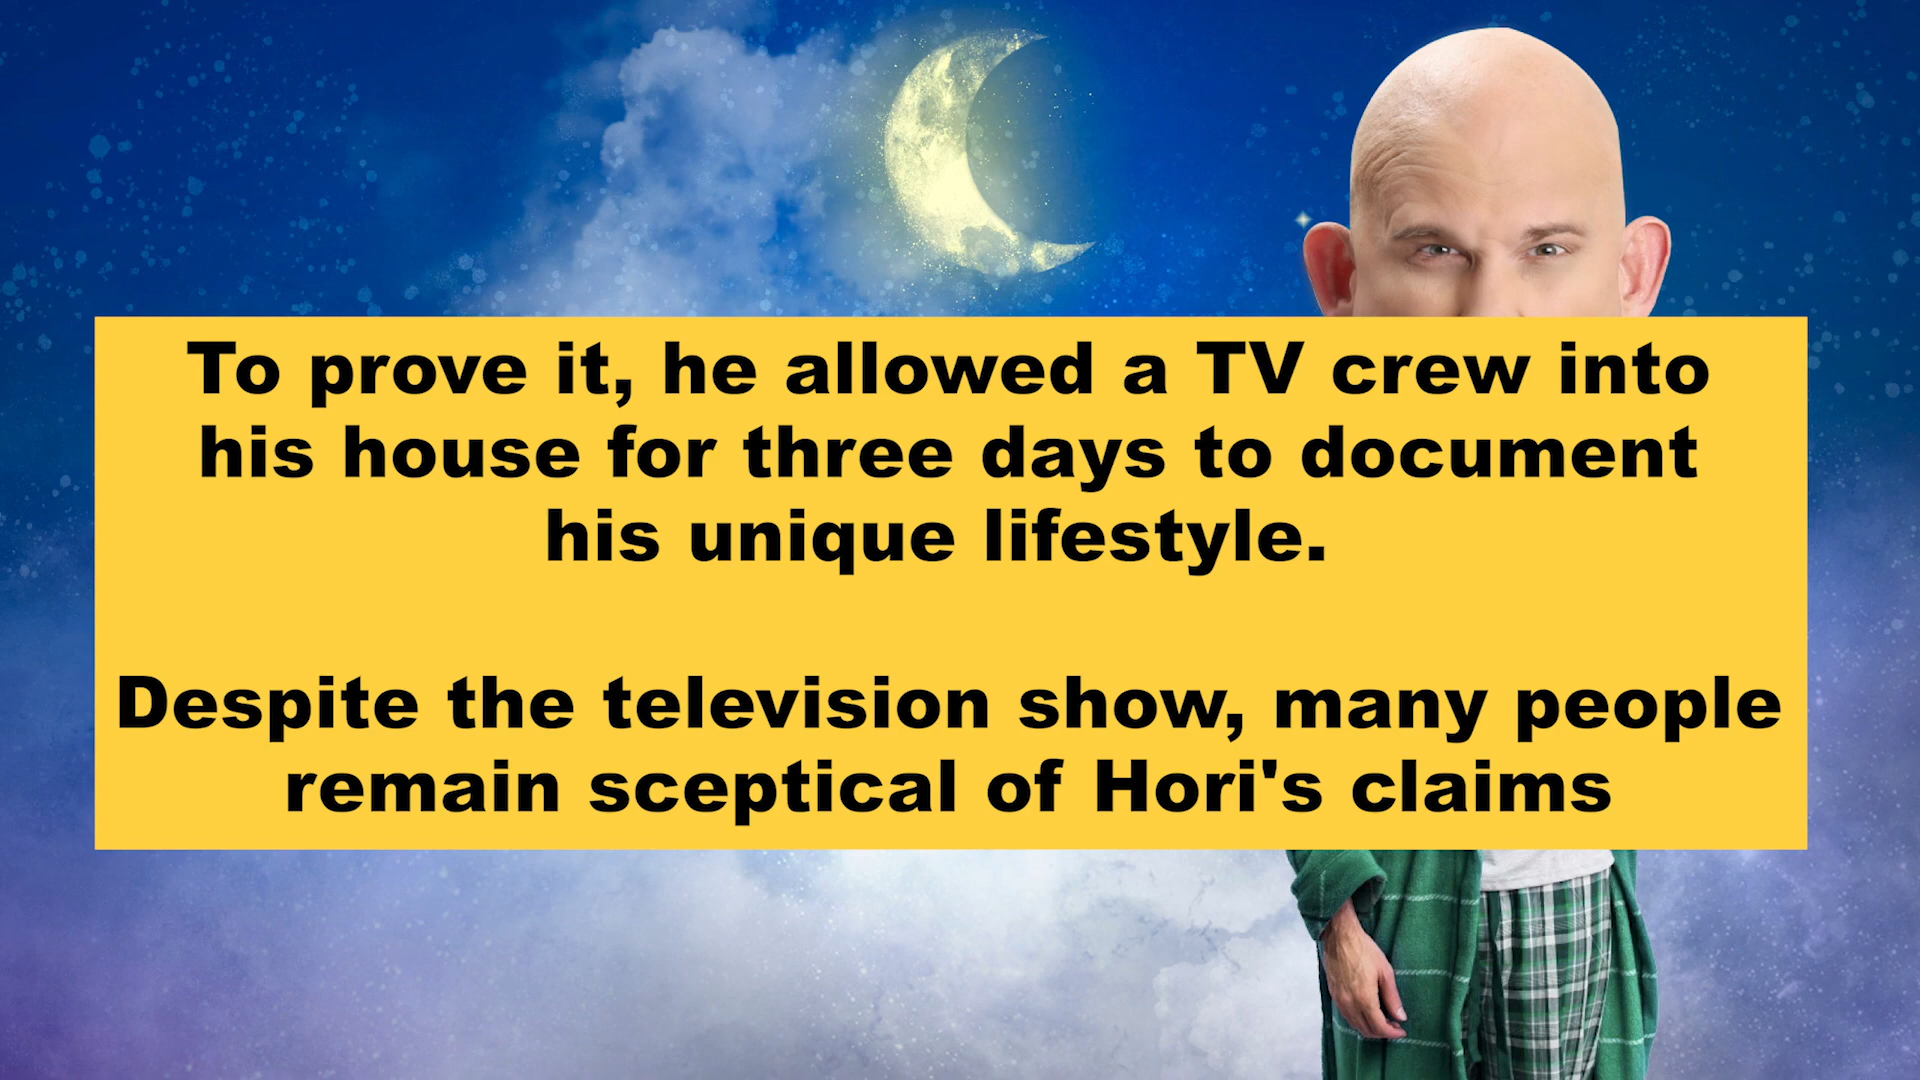 To prove it, he allowed a TV crew into
his house for three days to document
his unique lifestyle.
Despite the television show, many people
remain sceptical of Hori's claims